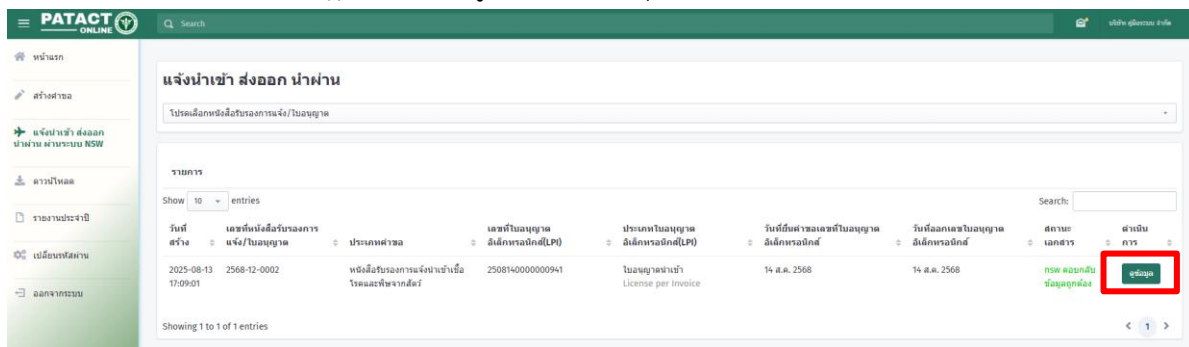 PATACT
ONLINE
Search
บริษัท คู่มือระบบ จำกัด
หน้าแรก
สร้างคำขอ
แจ้งนำเข้า ส่งออก
นำผ่าน ผ่านระบบ NSW
ดาวน์โหลด
รายงานประจำปี
เปลี่ยนรหัสผ่าน
ออกจากระบบ
แจ้งนำเข้า ส่งออก นำผ่าน
โปรดเลือกหนังสือรับรองการแจ้ง/ใบอนุญาต
รายการ
Show 10 entries
Search:
วันที่สร้าง
เลขที่หนังสือรับรองการแจ้ง/ใบอนุญาต
ประเภทคำขอ
เลขที่ใบอนุญาตอิเล็กทรอนิกส์(LPI)
ประเภทใบอนุญาตอิเล็กทรอนิกส์(LPI)
วันที่ยื่นคำขอเลขที่ใบอนุญาตอิเล็กทรอนิกส์
วันที่ออกเลขใบอนุญาตอิเล็กทรอนิกส์
สถานะเอกสาร
ดำเนินการ
2025-08-13
17:09:01
2568-12-0002
หนังสือรับรองการแจ้งนำเข้าเชื้อ
โรคและพิษจากสัตว์
2508140000000941
ใบอนุญาตนำเข้า
License per Invoice
14 ส.ค. 2568
14 ส.ค. 2568
กรพ ตอบกลับ
ข้อมูลถูกต้อง
ดูข้อมูล
Showing 1 to 1 of 1 entries
1